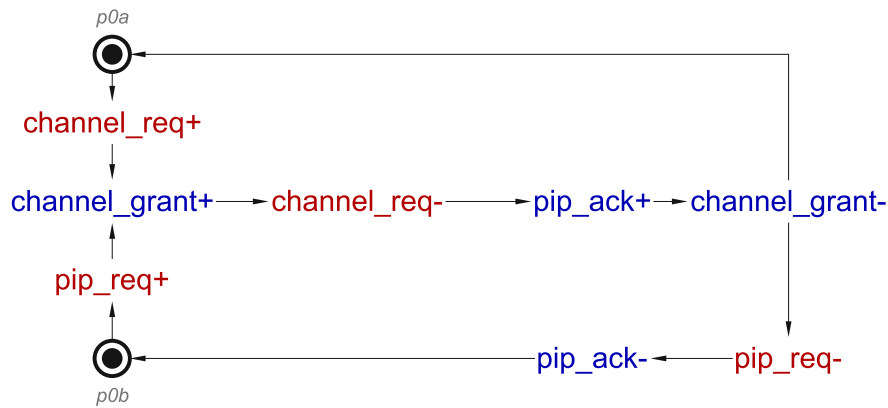 p0a
channel_req+
channel_grant+ channel_req- pip_ack+ channel_grant-
pip_req+
pip_ack- pip_req-
p0b